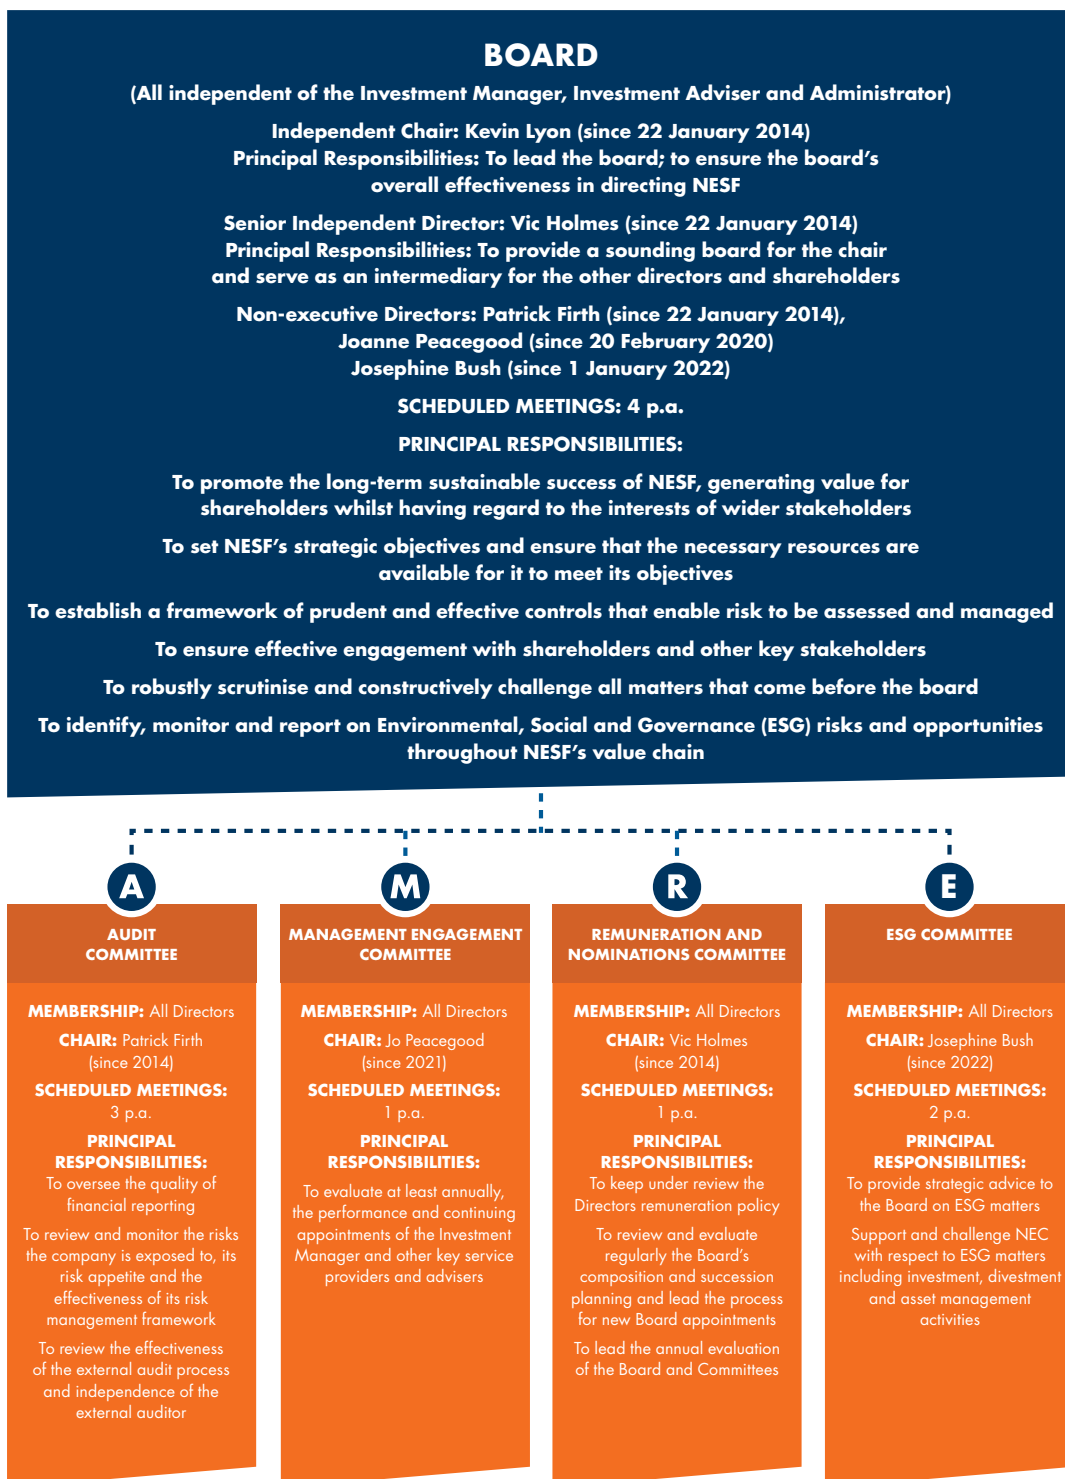 BOARD
(All independent of the Investment Manager, Investment Adviser and Administrator)
Independent Chair: Kevin Lyon (since 22 January 2014)
Principal Responsibilities: To lead the board; to ensure the board’s
overall effectiveness in directing NESF
Senior Independent Director: Vic Holmes (since 22 January 2014)
Principal Responsibilities: To provide a sounding board for the chair
and serve as an intermediary for the other directors and shareholders
Non-executive Directors: Patrick Firth (since 22 January 2014),
Joanne Peacegood (since 20 February 2020)
Josephine Bush (since 1 January 2022)
SCHEDULED MEETINGS: 4 p.a.
PRINCIPAL RESPONSIBILITIES:
To promote the long-term sustainable success of NESF, generating value for
shareholders whilst having regard to the interests of wider stakeholders
To set NESF’s strategic objectives and ensure that the necessary resources are
available for it to meet its objectives
To establish a framework of prudent and effective controls that enable risk to be assessed and managed
To ensure effective engagement with shareholders and other key stakeholders
To robustly scrutinise and constructively challenge all matters that come before the board
To identify, monitor and report on Environmental, Social and Governance (ESG) risks and opportunities
throughout NESF’s value chain
A
AUDIT
COMMITTEE
MEMBERSHIP: All Directors
CHAIR: Patrick Firth
(since 2014)
SCHEDULED MEETINGS:
3 p.a.
PRINCIPAL
RESPONSIBILITIES:
To oversee the quality of
financial reporting
To review and monitor the risks
the company is exposed to, its
risk appetite and the
effectiveness of its risk
management framework
To review the effectiveness
of the external audit process
and independence of the
external auditor
M
MANAGEMENT ENGAGEMENT
COMMITTEE
MEMBERSHIP: All Directors
CHAIR: Jo Peacegood
(since 2021)
SCHEDULED MEETINGS:
1 p.a.
PRINCIPAL
RESPONSIBILITIES:
To evaluate at least annually,
the performance and continuing
appointments of the Investment
Manager and other key service
providers and advisers
R
REMUNERATION AND
NOMINATIONS COMMITTEE
MEMBERSHIP: All Directors
CHAIR: Vic Holmes
(since 2014)
SCHEDULED MEETINGS:
1 p.a.
PRINCIPAL
RESPONSIBILITIES:
To keep under review the
Directors remuneration policy
To review and evaluate
regularly the Board’s
composition and succession
planning and lead the process
for new Board appointments
To lead the annual evaluation
of the Board and Committees
E
ESG COMMITTEE
MEMBERSHIP: All Directors
CHAIR: Josephine Bush
(since 2022)
SCHEDULED MEETINGS:
2 p.a.
PRINCIPAL
RESPONSIBILITIES:
To provide strategic advice to
the Board on ESG matters
Support and challenge NEC
with respect to ESG matters
including investment, divestment
and asset management
activities